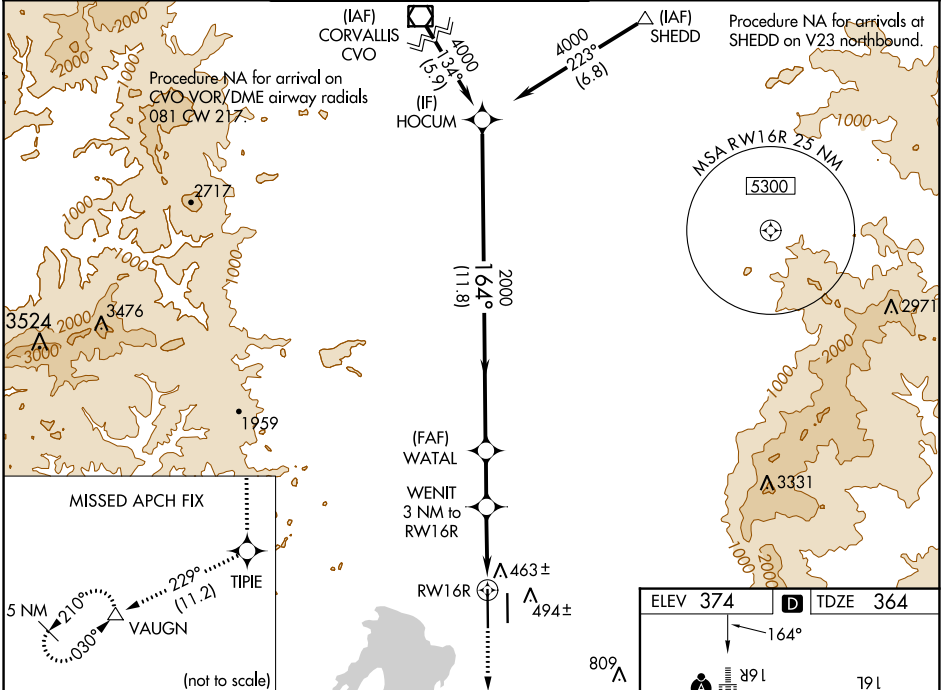 (IAF)
CORVALLIS
CVO
4000
134°
(5.9)
4000
223°
(6.8)
(IAF)
SHEDD
Procedure NA for arrivals at
SHEDD on V23 northbound.
2000
1000
Procedure NA for arrival on
CVO VOR/DME airway radials
081 CW 217.
(IF)
HOCUM
1000
MSA RW16R 25 NM
5300
2717
1000
1000
1000
2000
164°
(11.8)
3524
2000
3476
3000
2971
2000
1000
1959
(FAF)
WATAL
WENIT
3 NM to
RW16R
3331
1000
2000
MISSED APCH FIX
TIPIE
229°
(11.2)
5 NM
210°
030°
VAUGN
(not to scale)
RW16R
463±
494±
809
ELEV 374
D
TDZE 364
164°
A
16R
16L